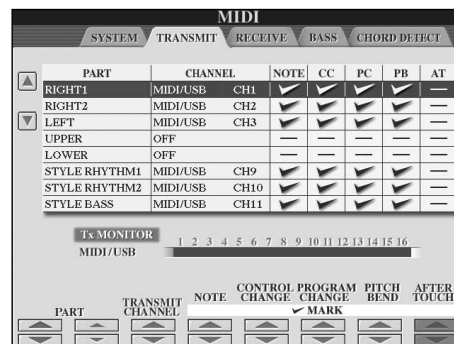 MIDI
SYSTEM TRANSMIT RECEIVE BASS CHORD DETECT
PART CHANNEL NOTE CC PC PB AT
RIGHT1 MIDI/USB CH1 —
RIGHT2 MIDI/USB CH2 —
LEFT MIDI/USB CH3 —
UPPER OFF — — — — —
LOWER OFF — — — — —
STYLE RHYTHM1 MIDI/USB CH9 —
STYLE RHYTHM2 MIDI/USB CH10 —
STYLE BASS MIDI/USB CH11 —
Tx MONITOR 1 2 3 4 5 6 7 8 9 10 11 12 13 14 15 16
MIDI/USB
PART TRANSMIT CHANNEL NOTE CONTROL CHANGE PROGRAM CHANGE PITCH BEND AFTER TOUCH
MARK